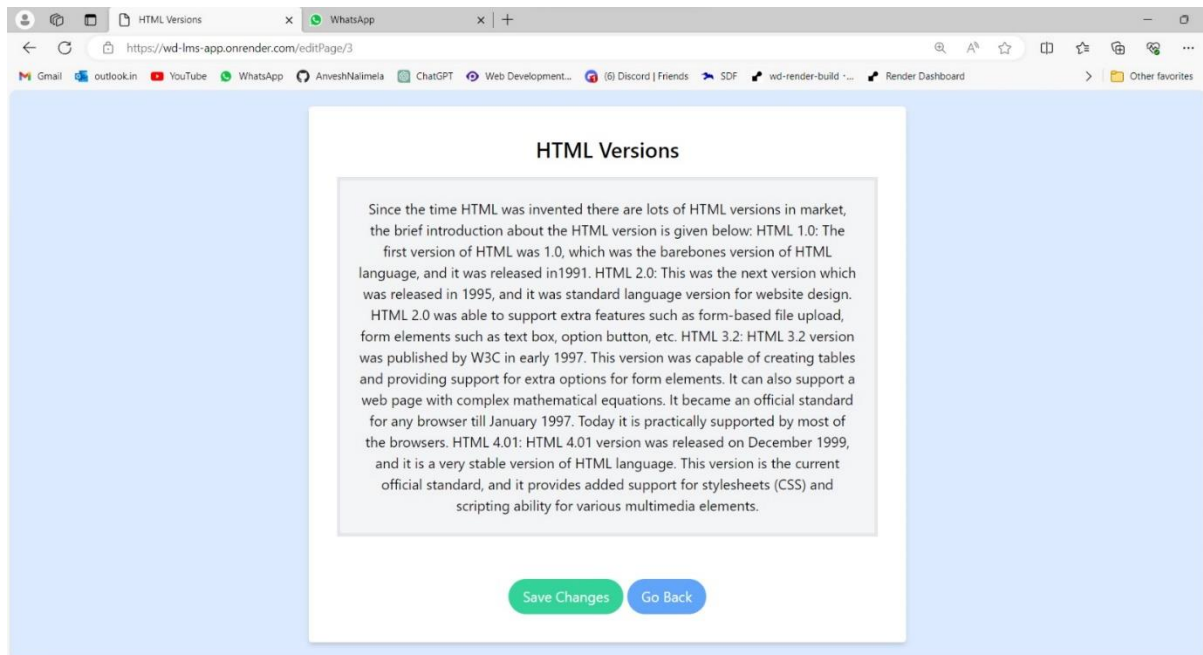 HTML Versions
WhatsApp
https://wd-lms-app.onrender.com/editPage/3
Gmail outlook.in YouTube WhatsApp AnveshNalimela ChatGPT Web Development... (6) Discord | Friends SDF wd-render-build -... Render Dashboard Other favorites
HTML Versions
Since the time HTML was invented there are lots of HTML versions in market,
the brief introduction about the HTML version is given below: HTML 1.0: The
first version of HTML was 1.0, which was the barebones version of HTML
language, and it was released in1991. HTML 2.0: This was the next version which
was released in 1995, and it was standard language version for website design.
HTML 2.0 was able to support extra features such as form-based file upload,
form elements such as text box, option button, etc. HTML 3.2: HTML 3.2 version
was published by W3C in early 1997. This version was capable of creating tables
and providing support for extra options for form elements. It can also support a
web page with complex mathematical equations. It became an official standard
for any browser till January 1997. Today it is practically supported by most of
the browsers. HTML 4.01: HTML 4.01 version was released on December 1999,
and it is a very stable version of HTML language. This version is the current
official standard, and it provides added support for stylesheets (CSS) and
scripting ability for various multimedia elements.
Save Changes Go Back